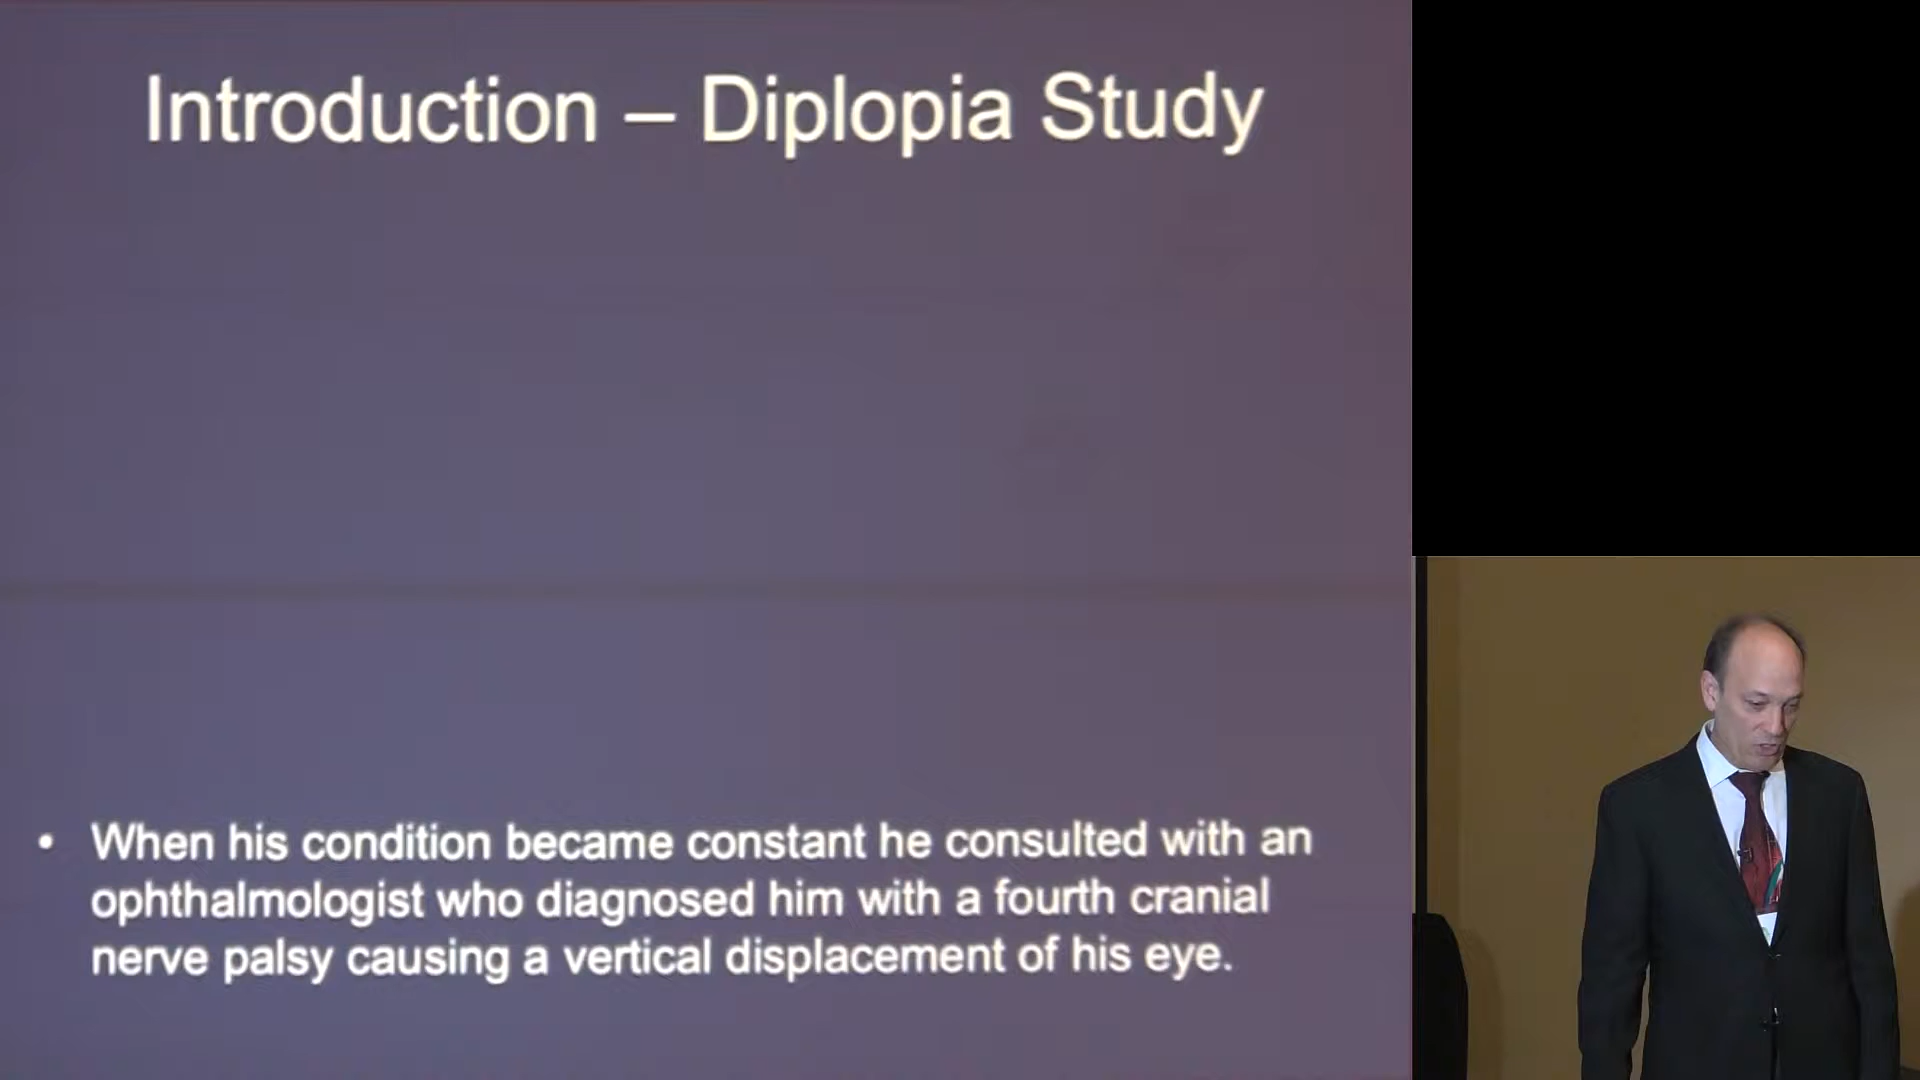 Introduction – Diplopia Study
• When his condition became constant he consulted with an
ophthalmologist who diagnosed him with a fourth cranial
nerve palsy causing a vertical displacement of his eye.